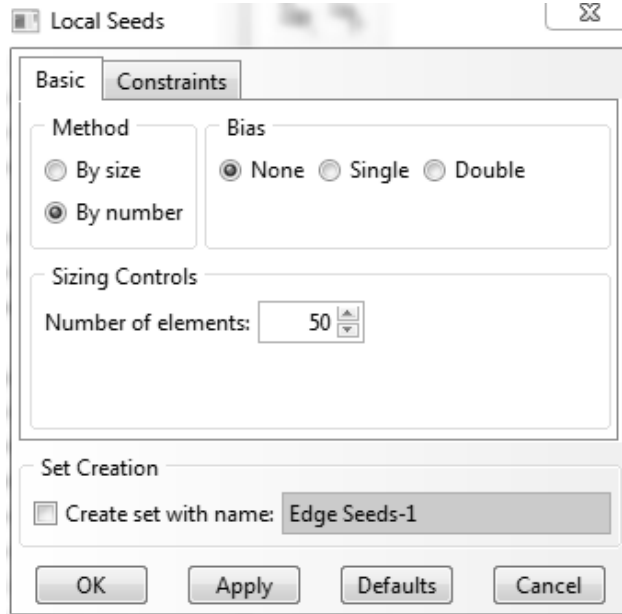 Local Seeds
Basic Constraints
Method Bias
By size None Single Double
By number
Sizing Controls
Number of elements: 50
Set Creation
Create set with name: Edge Seeds-1
OK Apply Defaults Cancel